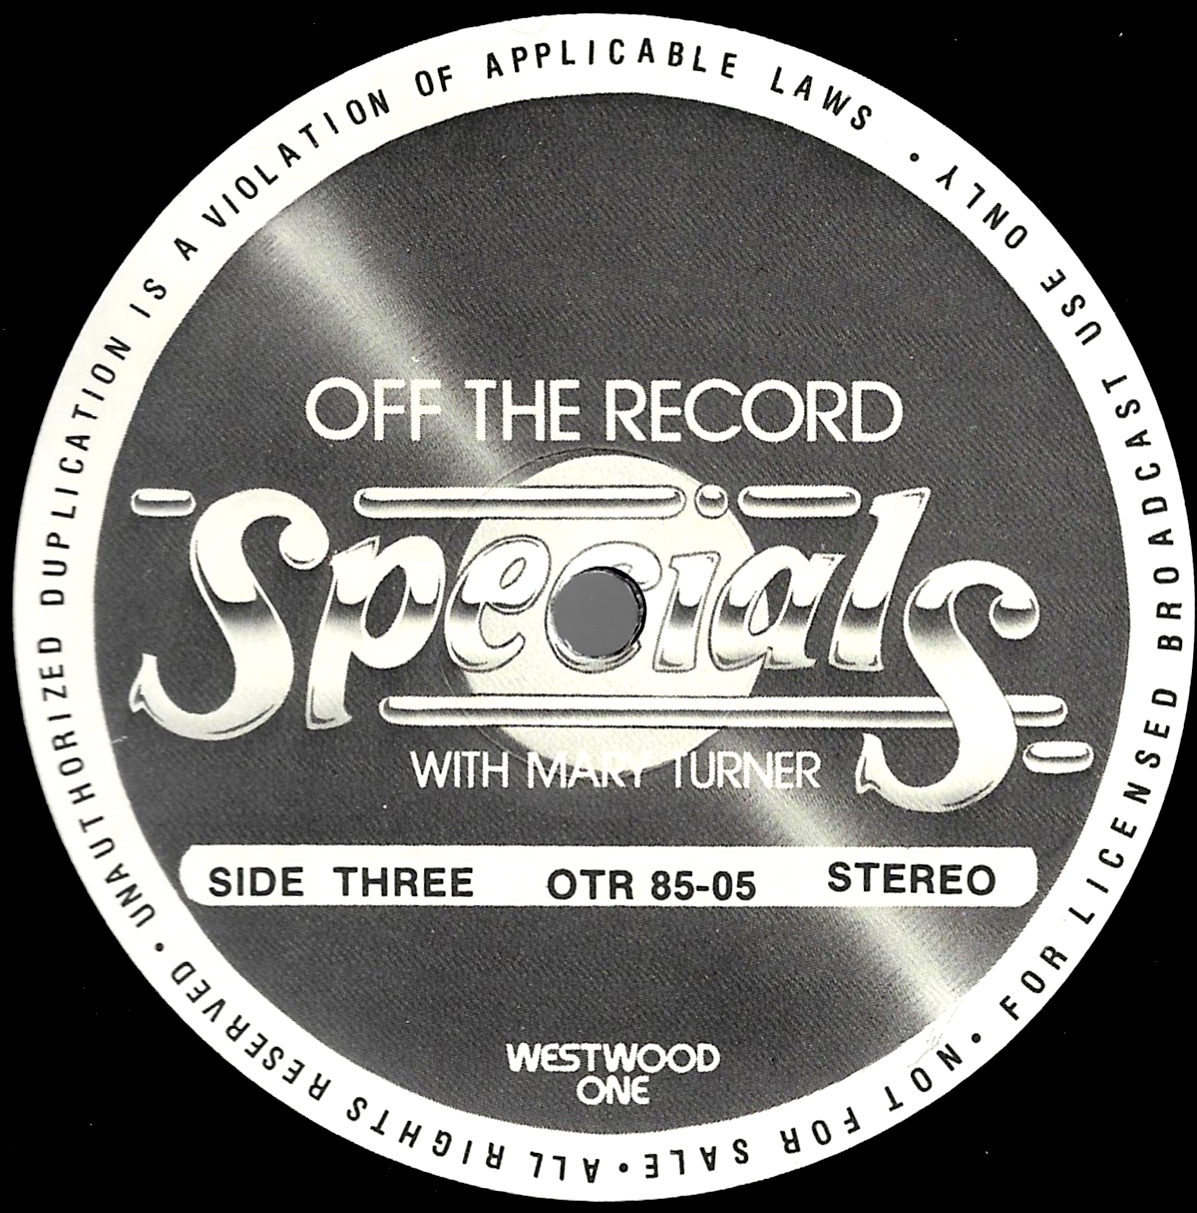 OFF THE RECORD
Specials
WITH MARY TURNER
SIDE THREE OTR 85-05 STEREO
WESTWOOD
ONE
UNAUTHORIZED DUPLICATION IS A VIOLATION OF APPLICABLE LAWS • FOR LICENSED BROADCAST USE ONLY • NOT FOR SALE • ALL RIGHTS RESERVED •